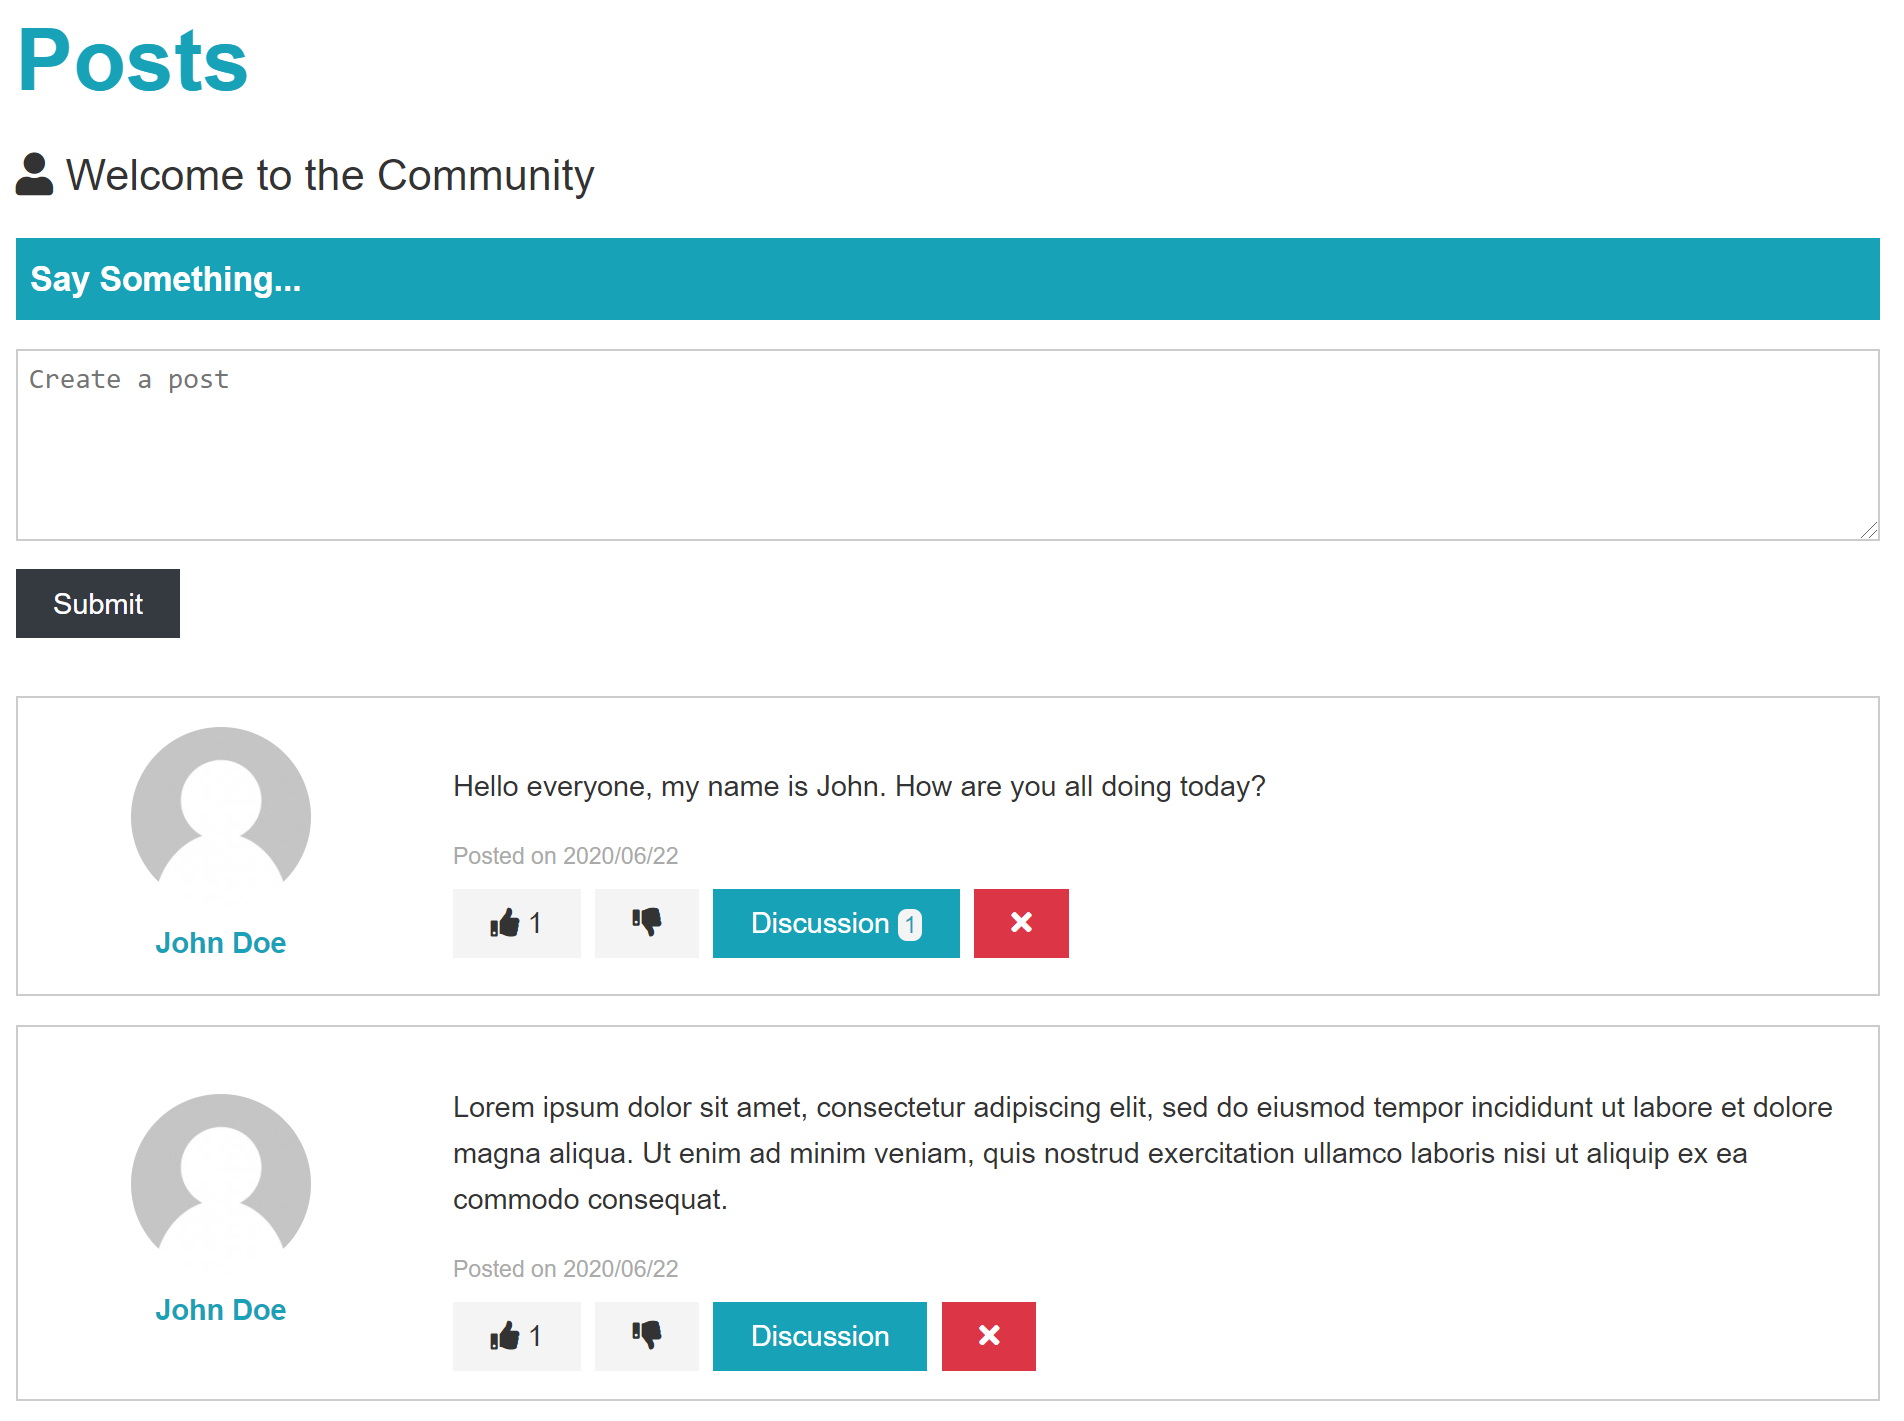 Posts
Welcome to the Community
Say Something...
Create a post
Submit
Hello everyone, my name is John. How are you all doing today?
Posted on 2020/06/22
1
Discussion 1
John Doe
Lorem ipsum dolor sit amet, consectetur adipiscing elit, sed do eiusmod tempor incididunt ut labore et dolore
magna aliqua. Ut enim ad minim veniam, quis nostrud exercitation ullamco laboris nisi ut aliquip ex ea
commodo consequat.
Posted on 2020/06/22
John Doe
1
Discussion